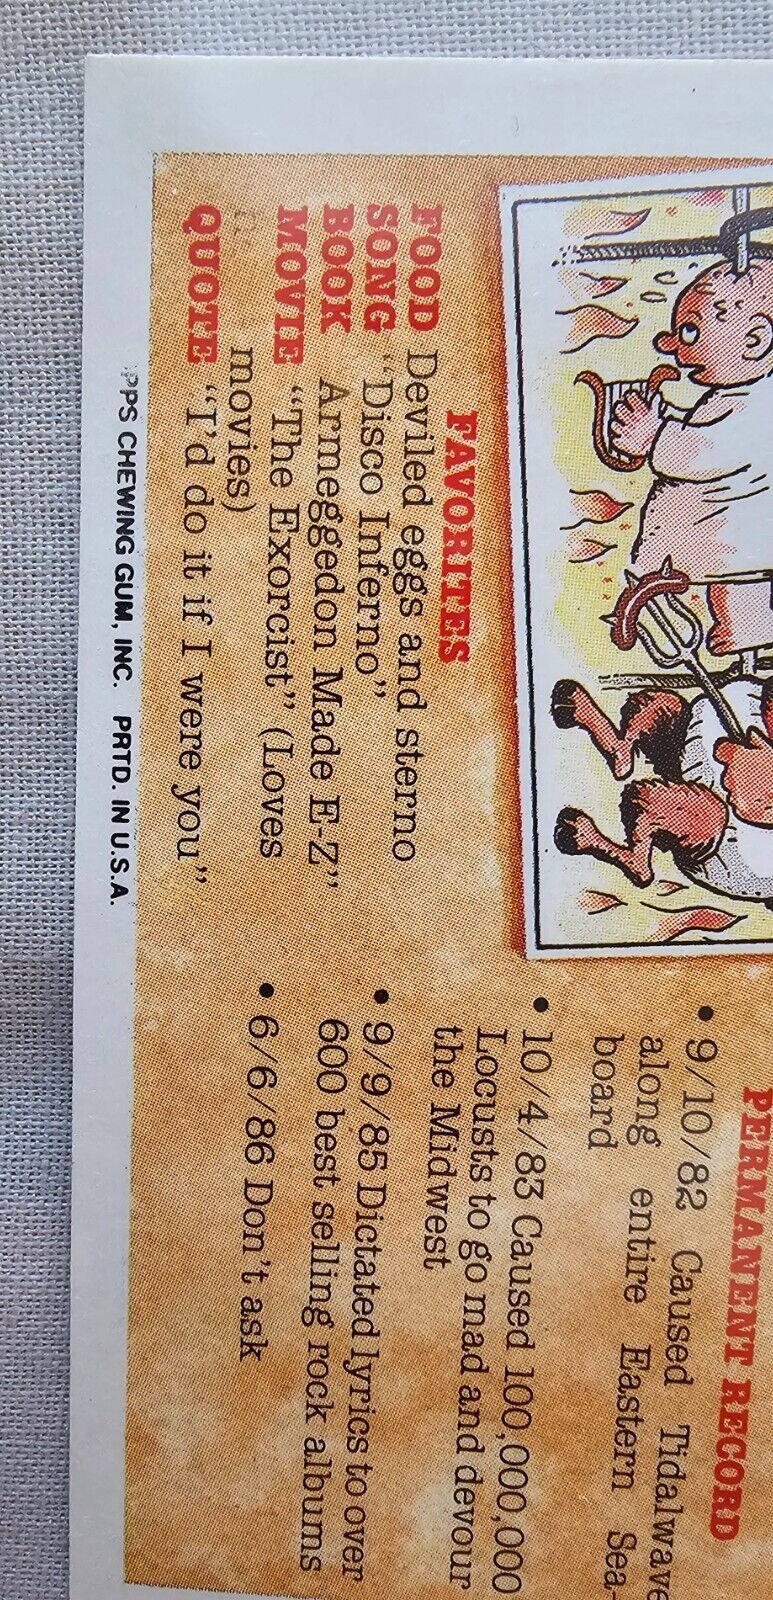 FAVORITES
FOOD Deviled eggs and sterno
SONG "Disco Inferno"
BOOK Armeggedon Made E-Z"
MOVIE "The Exorcist" (Loves
movies)
QUOTE "I'd do it if I were you"
PERMANENT RECORD
• 9/10/82 Caused Tidalwave
along entire Eastern Sea-
board
• 10/4/83 Caused 100,000,000
Locusts to go mad and devour
the Midwest
• 9/9/85 Dictated lyrics to over
600 best selling rock albums
• 6/6/86 Don't ask
PPS CHEWING GUM, INC. PRTD. IN U.S.A.